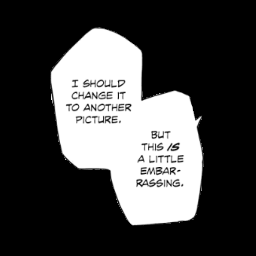 I SHOULD
CHANGE IT
TO ANOTHER
PICTURE.
BUT
THIS IS
A LITTLE
EMBAR-
RASSING.